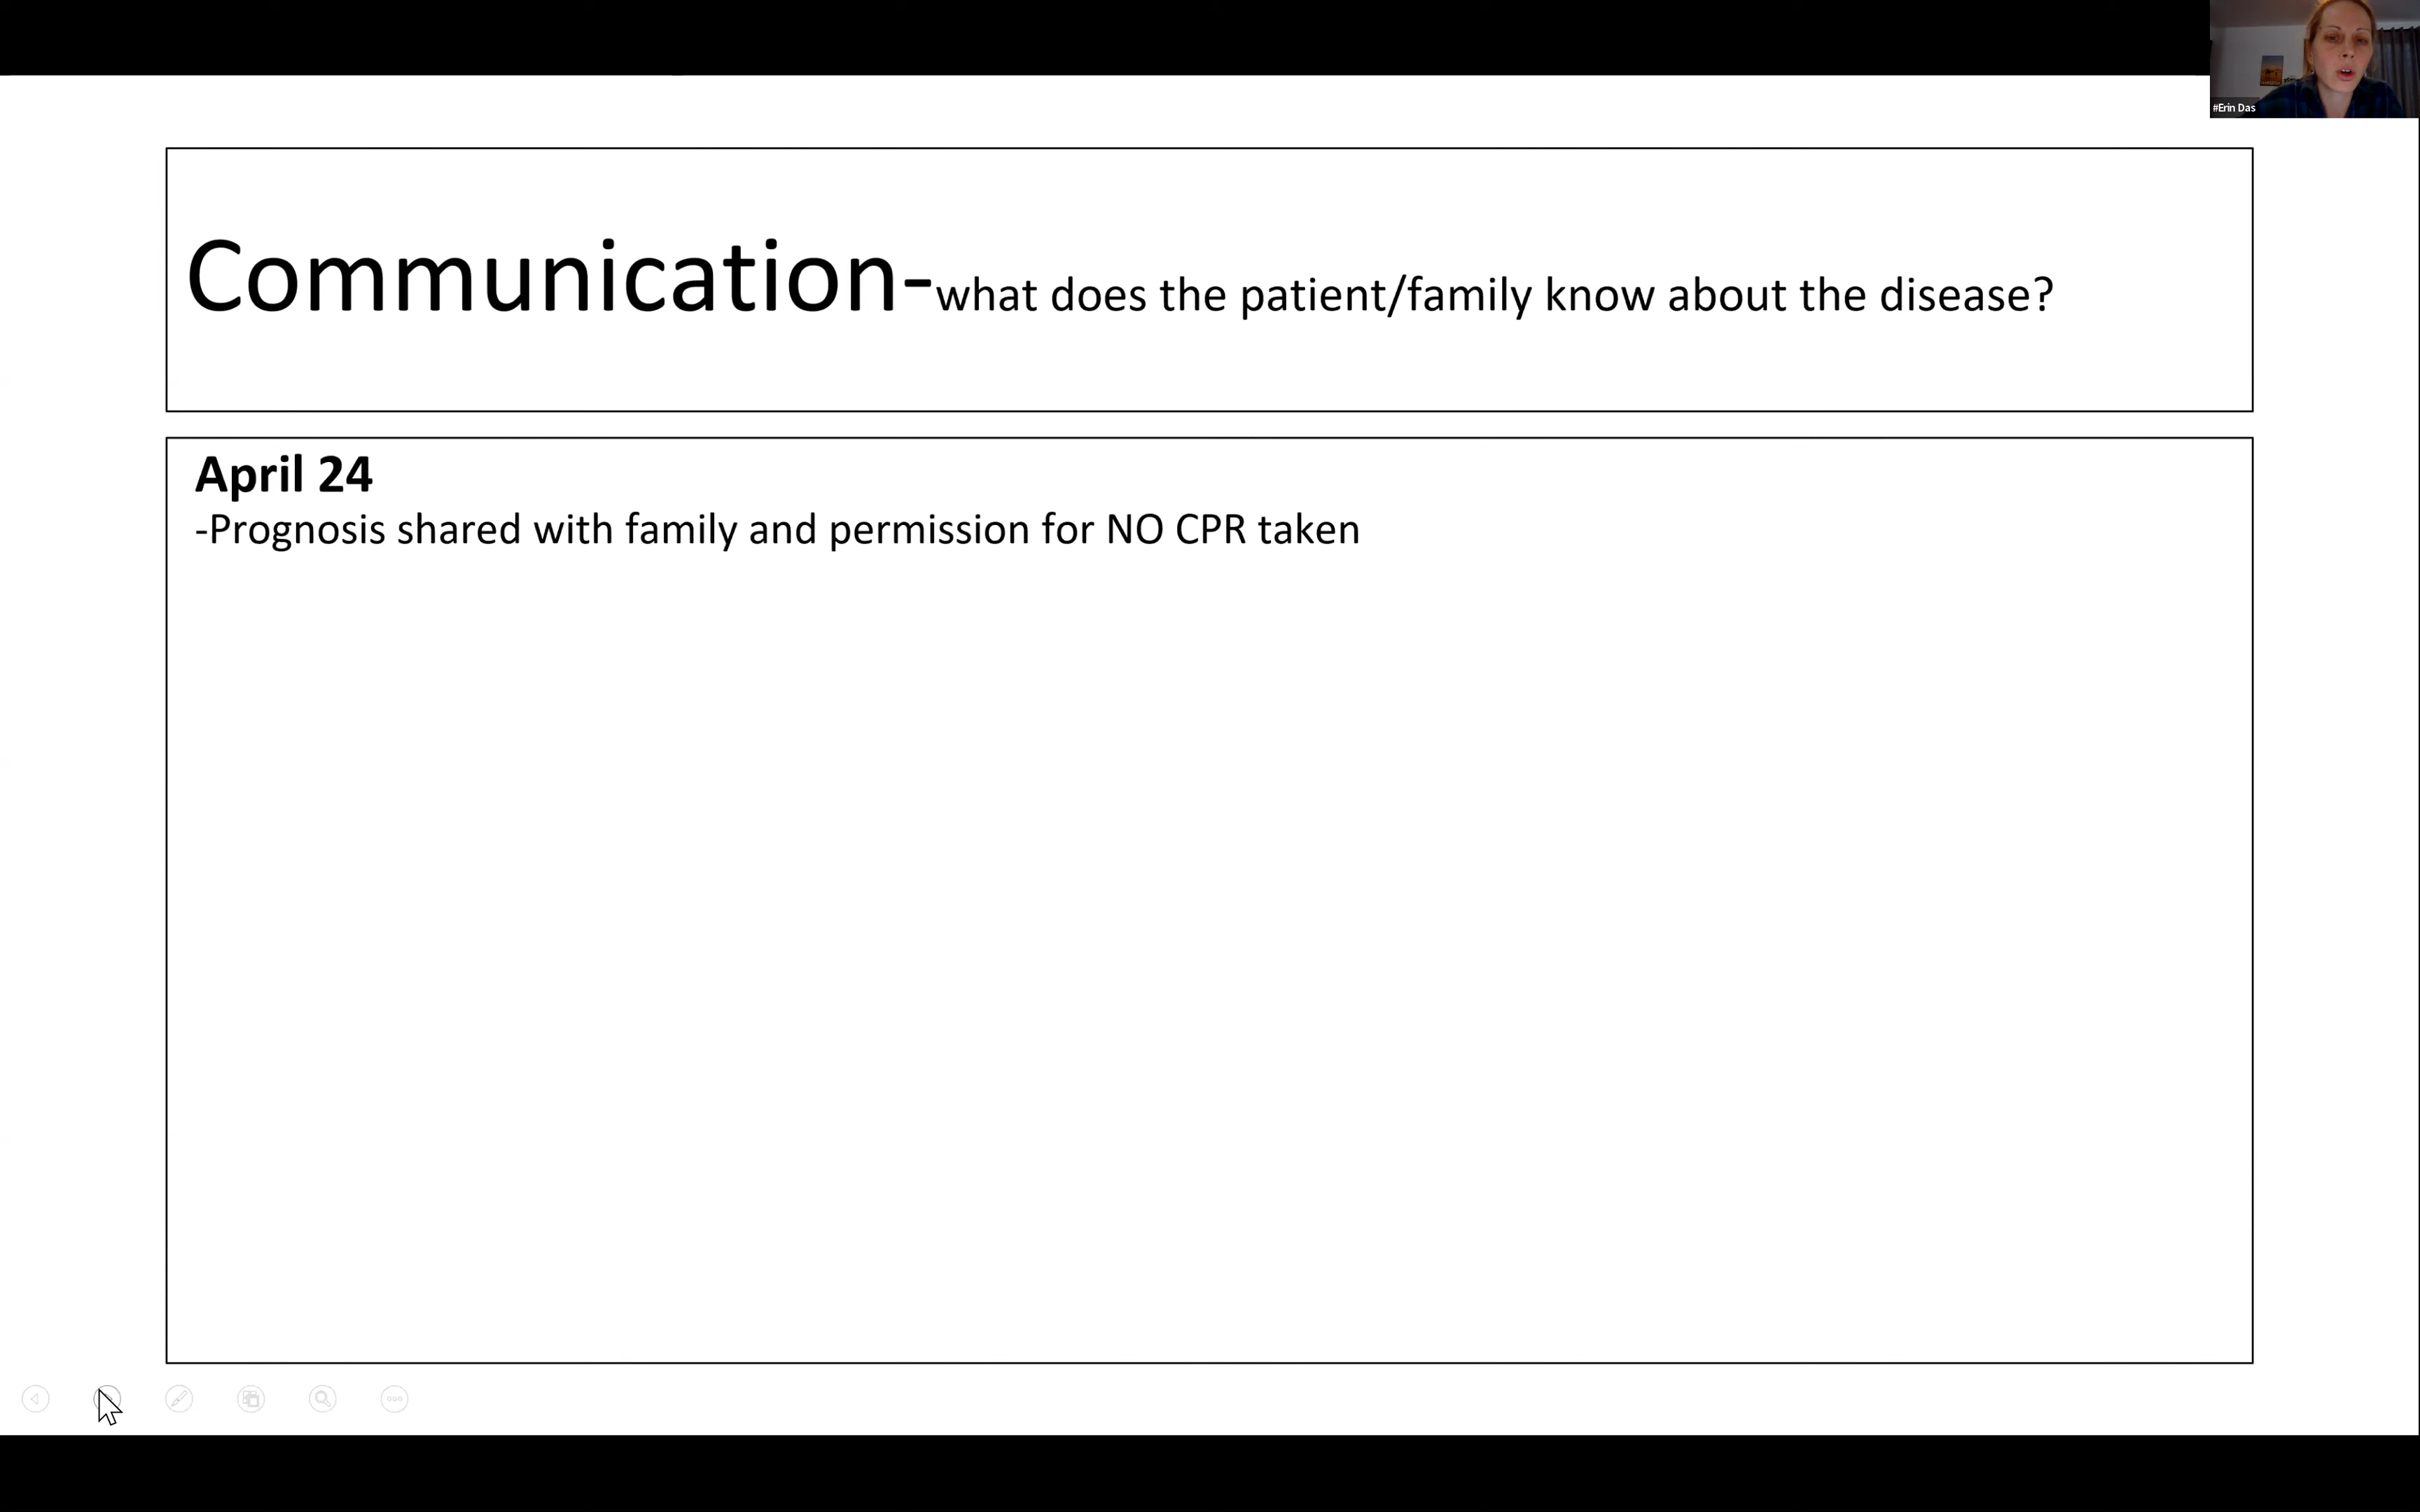 #Erin Das
Communication-what does the patient/family know about the disease?
April 24
-Prognosis shared with family and permission for NO CPR taken